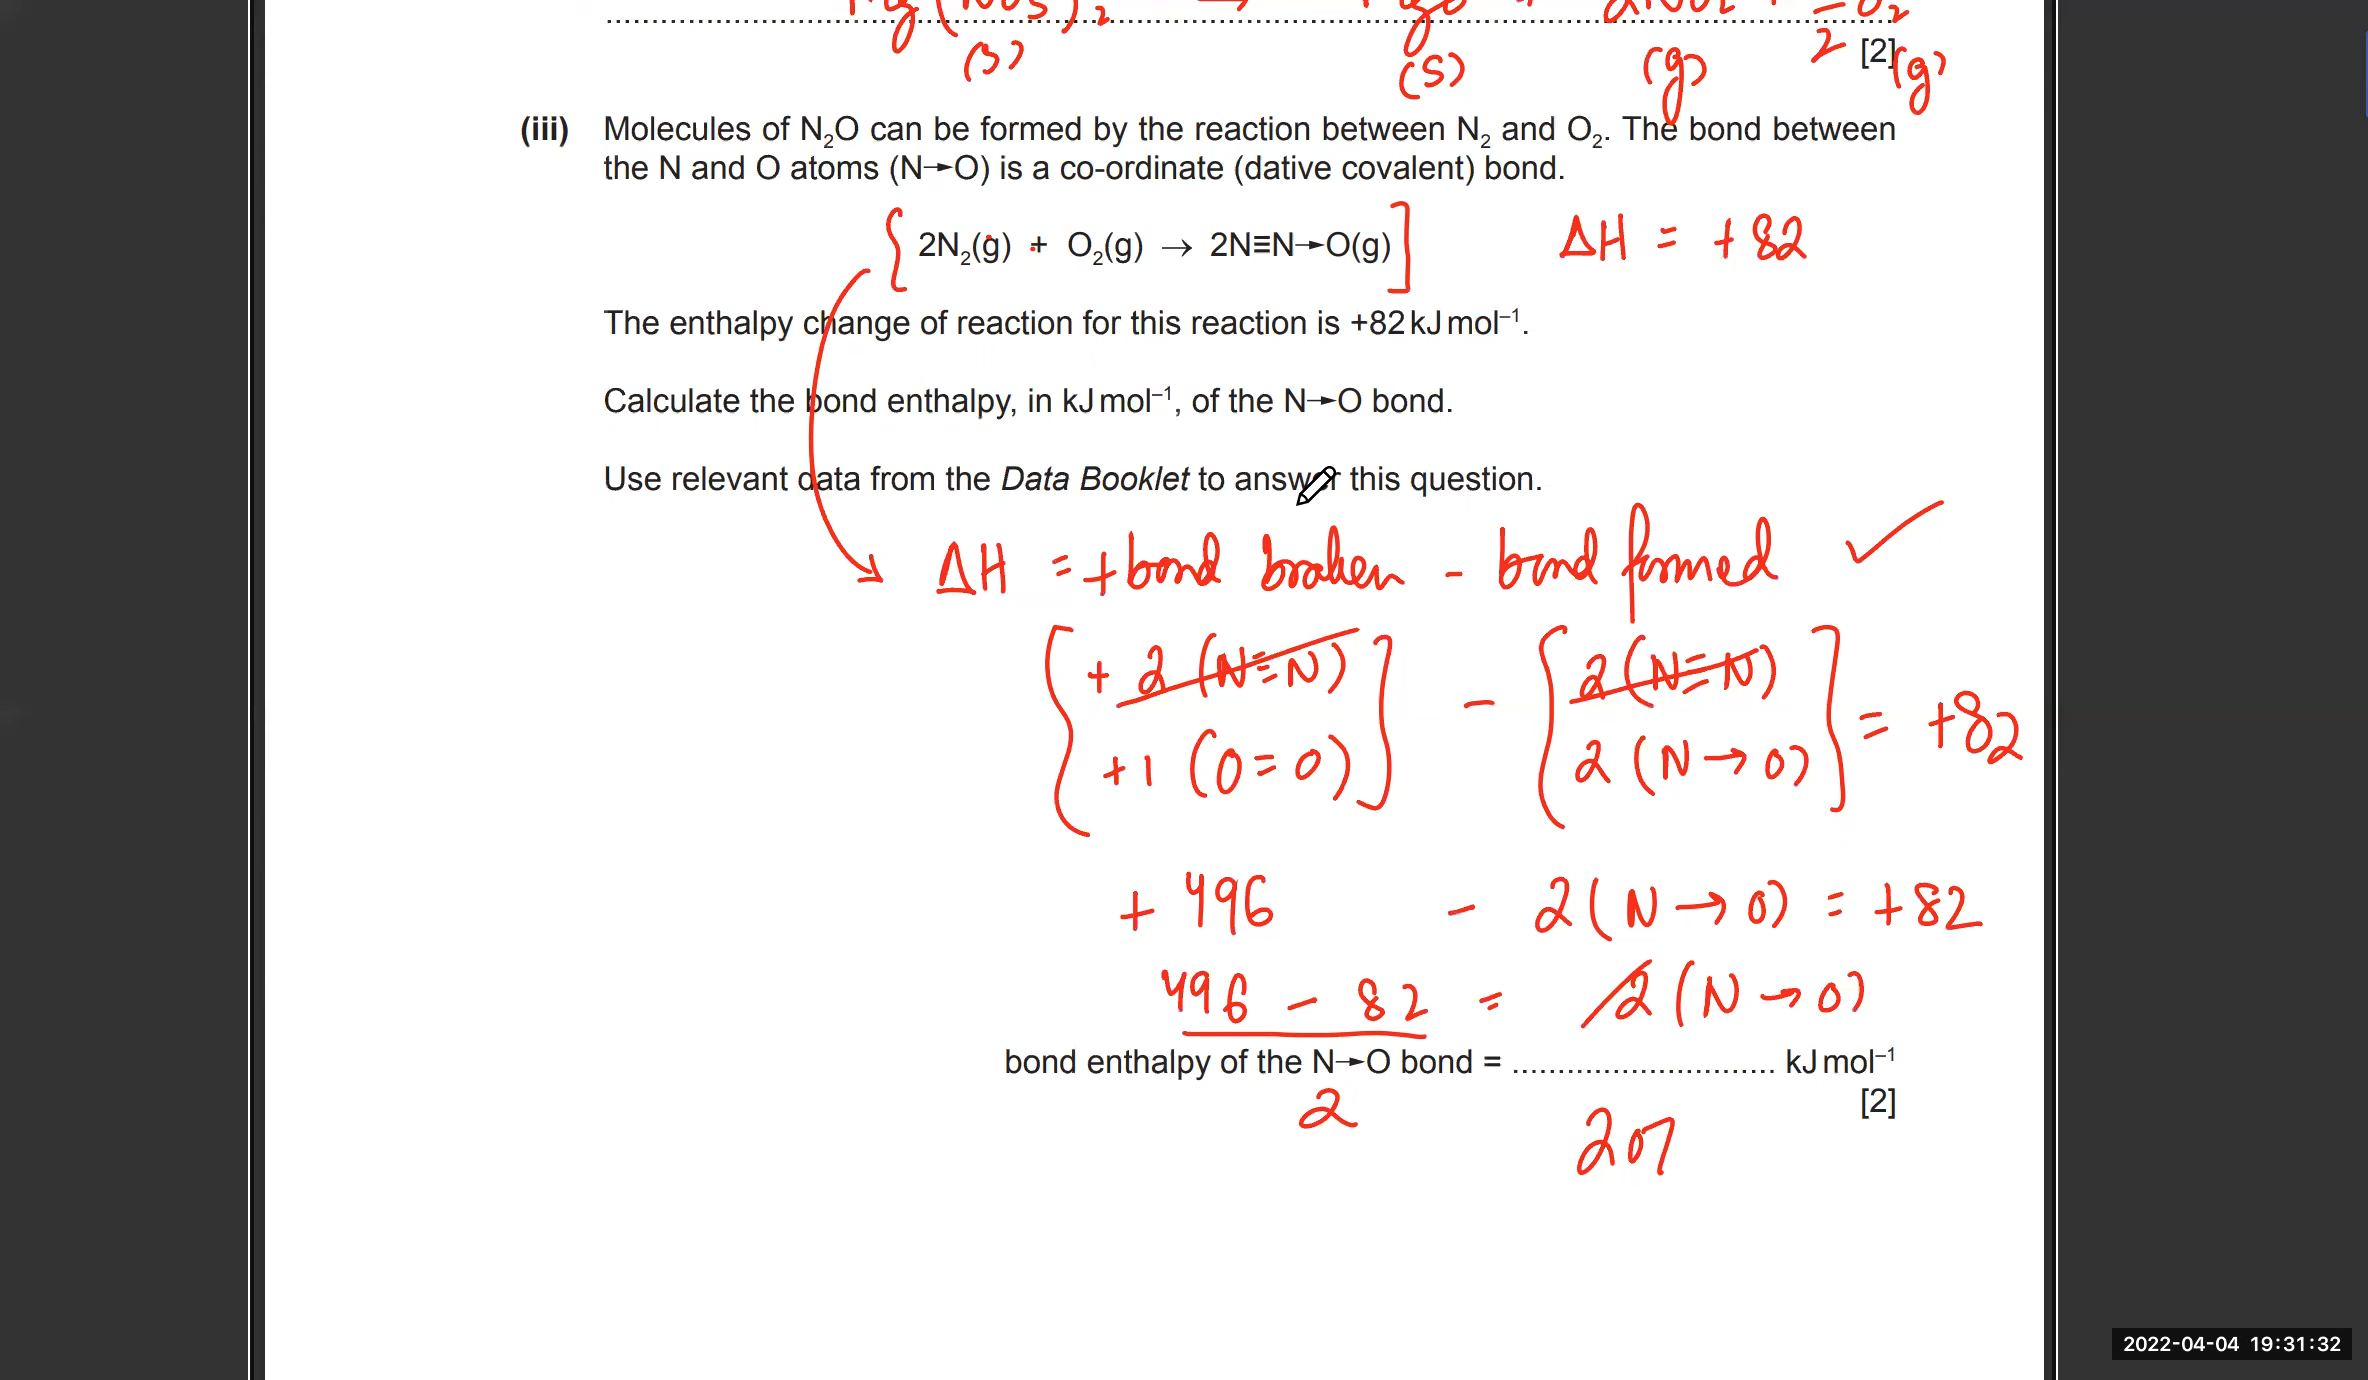 [2]
(s) (s) (g) (g)
(iii) Molecules of N₂O can be formed by the reaction between N₂ and O₂. The bond between
the N and O atoms (N→O) is a co-ordinate (dative covalent) bond.
2N₂(g) + O₂(g) → 2N≡N→O(g) ΔH = +82
The enthalpy change of reaction for this reaction is +82 kJ mol⁻¹.
Calculate the bond enthalpy, in kJ mol⁻¹, of the N→O bond.
Use relevant data from the Data Booklet to answer this question.
ΔH = + bond broken - bond formed ✓
+ 2 (N≡N) - 2(N≡N)
+1 (O=O) 2 (N→O) = +82
+ 496 - 2(N→O) = +82
496 - 82 = 2(N→O)
bond enthalpy of the N→O bond = ............................. kJ mol⁻¹
2 [2]
207
2022-04-04 19:31:32